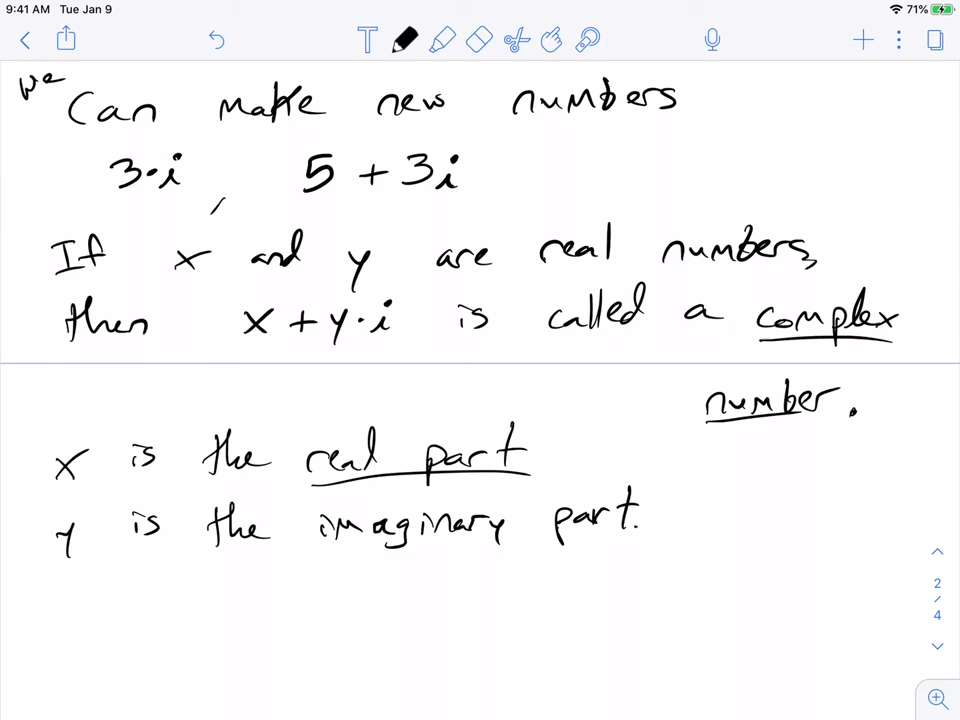 9:41 AM Tue Jan 9 71%
T
we Can make new numbers
3·i , 5 + 3i
If x and y are real numbers,
then x + y·i is called a complex
number.
x is the real part
y is the imaginary part.
2
/
4